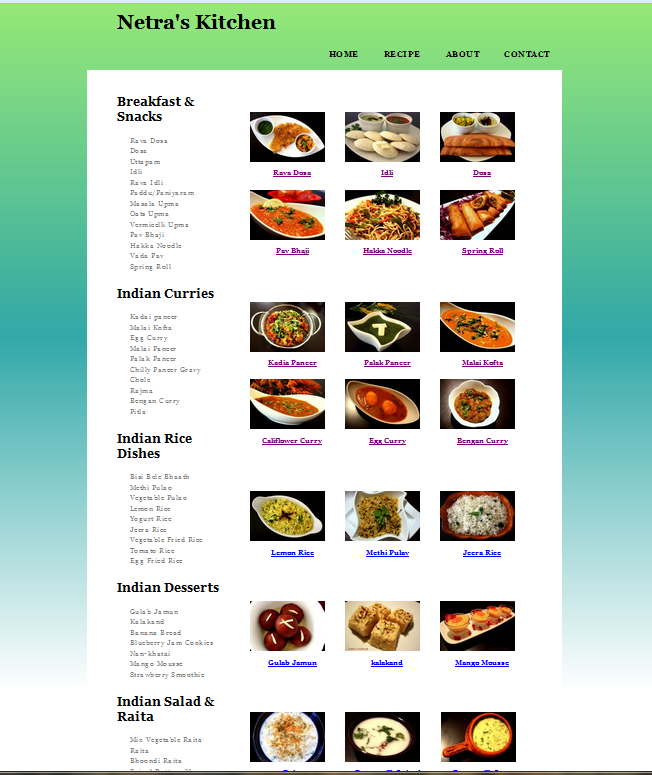 Netra's Kitchen
HOME RECIPE ABOUT CONTACT
Breakfast &
Snacks
Rava Dosa
Dosa
Uttapam
Idli
Rava Idli
Paddu/Paniyaram
Masala Upma
Oats Upma
Vermicelli Upma
Pav Bhaji
Hakka Noodle
Vada Pav
Spring Roll
Rava Dosa Idli Dosa
Pav Bhaji Hakka Noodle Spring Roll
Indian Curries
Kadai paneer
Malai Kofta
Egg Curry
Malai Paneer
Palak Paneer
Chilly Paneer Gravy
Chole
Rajma
Bengan Curry
Pitla
Kadia Paneer Palak Paneer Malai Kofta
Califlower Curry Egg Curry Bengan Curry
Indian Rice
Dishes
Bisi Bele Bhaath
Methi Pulao
Vegetable Pulao
Lemon Rice
Yogurt Rice
Jeera Rice
Vegetable Fried Rice
Tomato Rice
Egg Fried Rice
Lemon Rice Methi Pulav Jeera Rice
Indian Desserts
Gulab Jamun
Kalakand
Banana Bread
Blueberry Jam Cookies
Nan-khatai
Mango Mousse
Strawberry Smoothie
Gulab Jamun kalakand Mango Mousse
Indian Salad &
Raita
Mix Vegetable Raita
Raita
Bhoondi Raita